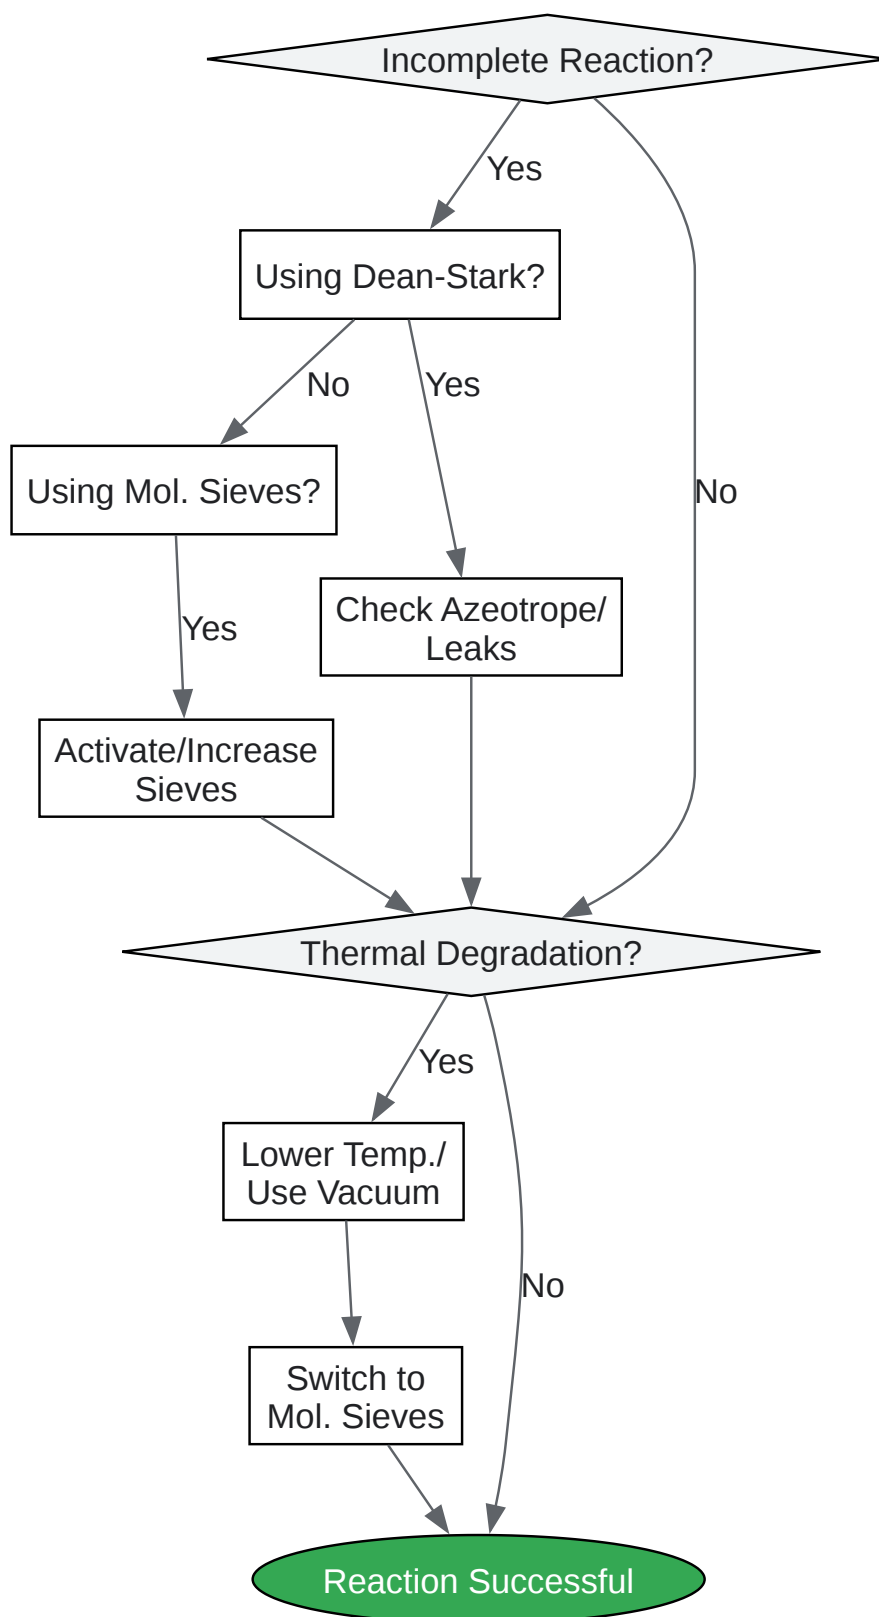 Incomplete Reaction?
Yes
Using Dean-Stark?
No
Yes
Using Mol. Sieves?
No
Check Azeotrope/
Leaks
Yes
Activate/Increase
Sieves
Thermal Degradation?
Yes
Lower Temp./
Use Vacuum
No
Switch to
Mol. Sieves
Reaction Successful